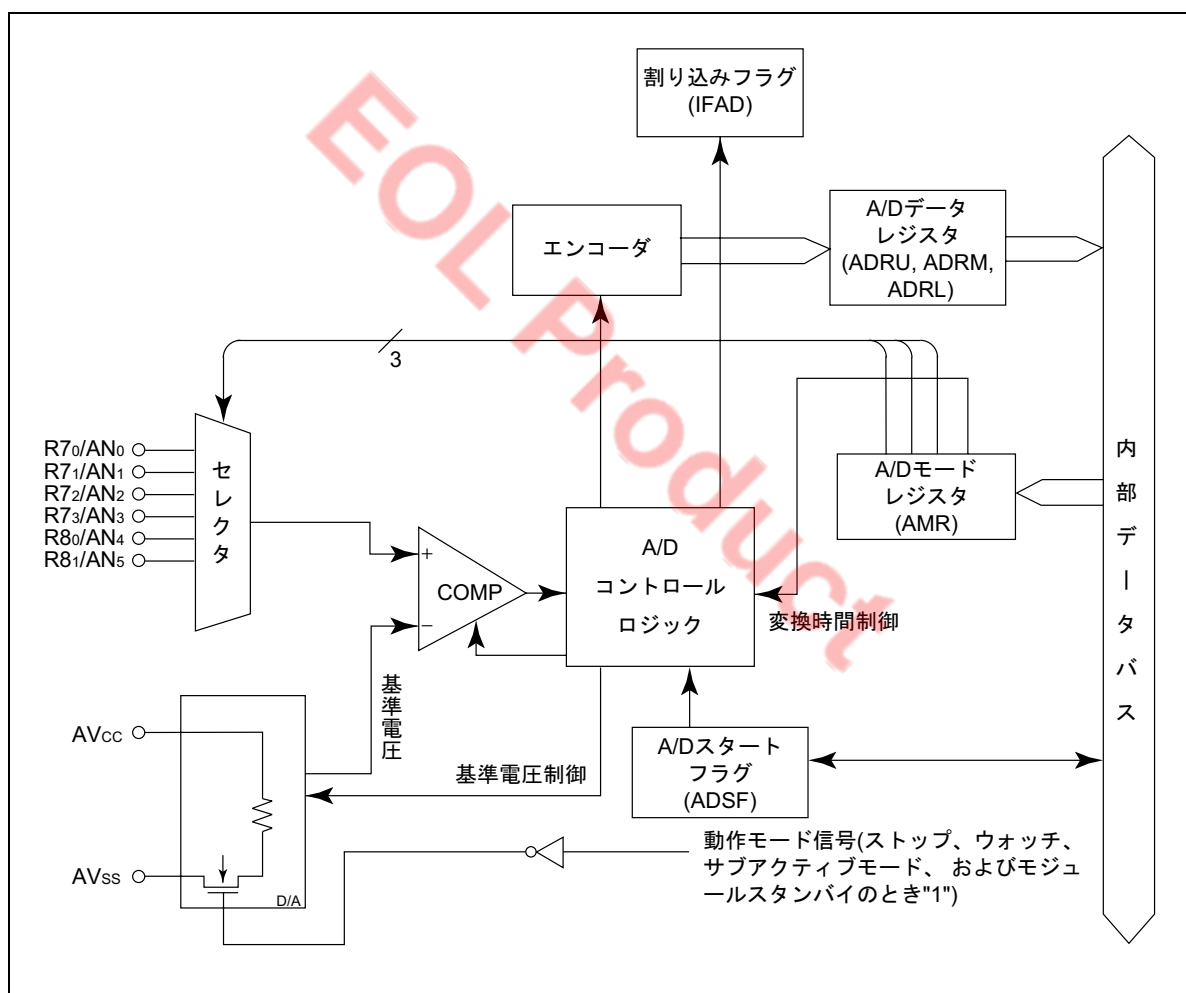 割り込みフラグ
(IFAD)
エンコーダ
A/Dデータ
レジスタ
(ADRU, ADRM,
ADRL)
3
R70/AN0
R71/AN1
R72/AN2
R73/AN3
R80/AN4
R81/AN5
セレクタ
COMP
+
−
A/D
コントロール
ロジック
A/Dモード
レジスタ
(AMR)
変換時間制御
内部データバス
基準電圧
AVCC
AVSS
D/A
基準電圧制御
A/Dスタート
フラグ
(ADSF)
動作モード信号(ストップ、ウォッチ、
サブアクティブモード、およびモジュ
ールスタンバイのとき"1")
EOL Product